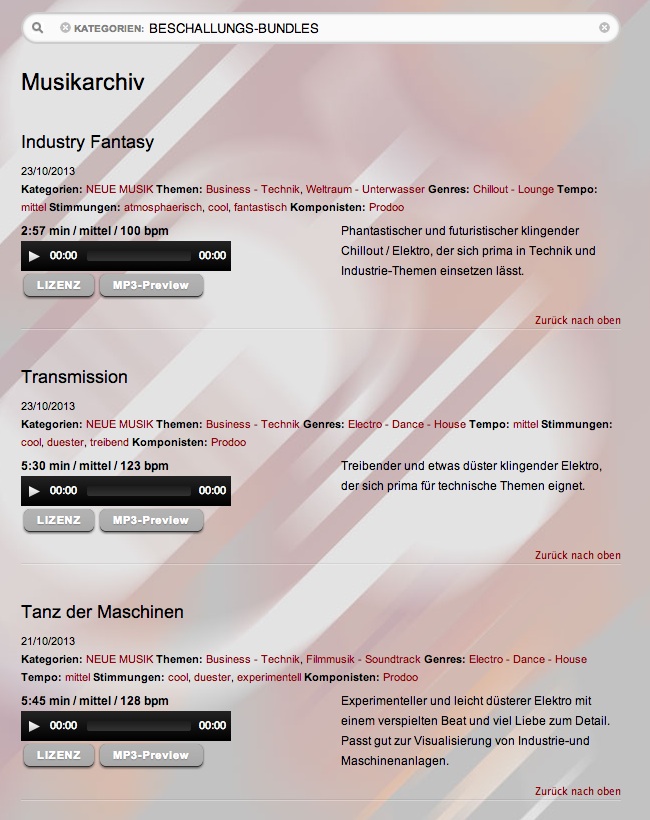 KATEGORIEN: BESCHALLUNGS-BUNDLES
Musikarchiv
Industry Fantasy
23/10/2013
Kategorien: NEUE MUSIK Themen: Business - Technik, Weltraum - Unterwasser Genres: Chillout - Lounge Tempo:
mittel Stimmungen: atmosphaerisch, cool, fantastisch Komponisten: Prodoo
2:57 min / mittel / 100 bpm
00:00 00:00
LIZENZ MP3-Preview
Phantastischer und futuristischer klingender
Chillout / Elektro, der sich prima in Technik und
Industrie-Themen einsetzen lässt.
Zurück nach oben
Transmission
23/10/2013
Kategorien: NEUE MUSIK Themen: Business - Technik Genres: Electro - Dance - House Tempo: mittel Stimmungen:
cool, duester, treibend Komponisten: Prodoo
5:30 min / mittel / 123 bpm
00:00 00:00
LIZENZ MP3-Preview
Treibender und etwas düster klingender Elektro,
der sich prima für technische Themen eignet.
Zurück nach oben
Tanz der Maschinen
21/10/2013
Kategorien: NEUE MUSIK Themen: Business - Technik, Filmmusik - Soundtrack Genres: Electro - Dance - House
Tempo: mittel Stimmungen: cool, duester, experimentell Komponisten: Prodoo
5:45 min / mittel / 128 bpm
00:00 00:00
LIZENZ MP3-Preview
Experimenteller und leicht düsterer Elektro mit
einem verspielten Beat und viel Liebe zum Detail.
Passt gut zur Visualisierung von Industrie-und
Maschinenanlagen.
Zurück nach oben